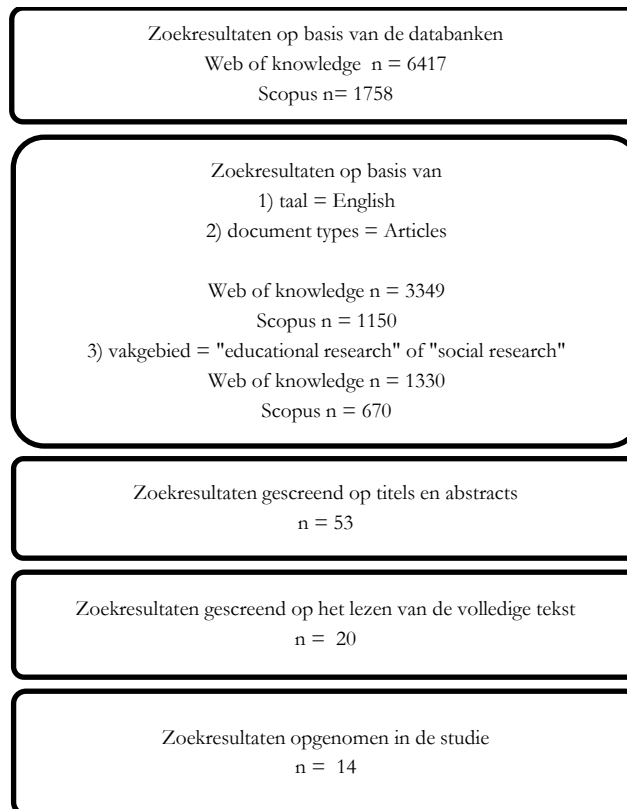 Zoekresultaten op basis van de databanken
Web of knowledge n = 6417
Scopus n= 1758
Zoekresultaten op basis van
1) taal = English
2) document types = Articles
Web of knowledge n = 3349
Scopus n = 1150
3) vakgebied = "educational research" of "social research"
Web of knowledge n = 1330
Scopus n = 670
Zoekresultaten gescreend op titels en abstracts
n = 53
Zoekresultaten gescreend op het lezen van de volledige tekst
n = 20
Zoekresultaten opgenomen in de studie
n = 14